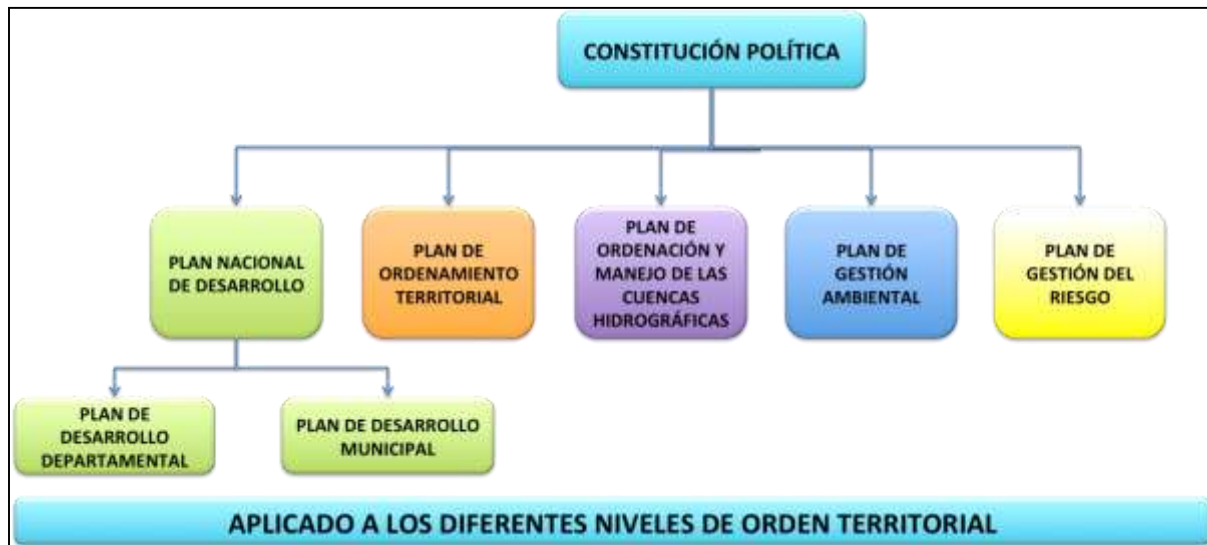 CONSTITUCIÓN POLÍTICA
PLAN NACIONAL
DE DESARROLLO
PLAN DE
ORDENAMIENTO
TERRITORIAL
PLAN DE
ORDENACIÓN Y
MANEJO DE LAS
CUENCAS
HIDROGRÁFICAS
PLAN DE
GESTIÓN
AMBIENTAL
PLAN DE
GESTIÓN DEL
RIESGO
PLAN DE
DESARROLLO
DEPARTAMENTAL
PLAN DE DESARROLLO
MUNICIPAL
APLICADO A LOS DIFERENTES NIVELES DE ORDEN TERRITORIAL